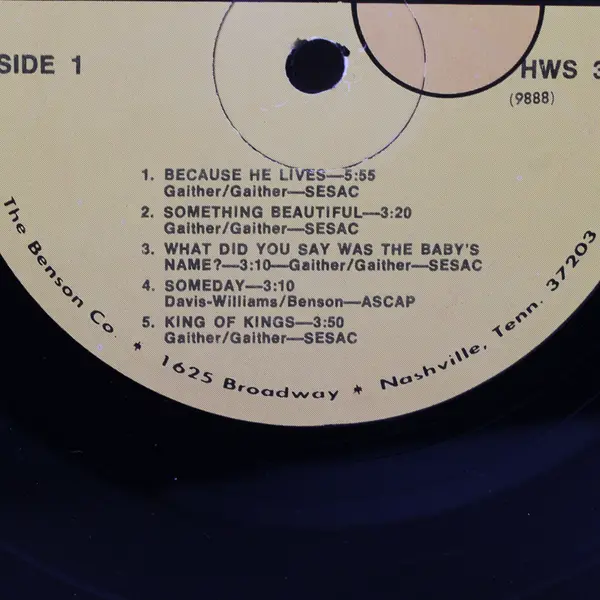 SIDE 1
HWS 3
(9888)
1. BECAUSE HE LIVES—5:55
Gaither/Gaither—SESAC
2. SOMETHING BEAUTIFUL—3:20
Gaither/Gaither—SESAC
3. WHAT DID YOU SAY WAS THE BABY'S
NAME?—3:10—Gaither/Gaither—SESAC
4. SOMEDAY—3:10
Davis-Williams/Benson—ASCAP
5. KING OF KINGS—3:50
Gaither/Gaither—SESAC
The Benson Co. * 1625 Broadway * Nashville, Tenn. 37203